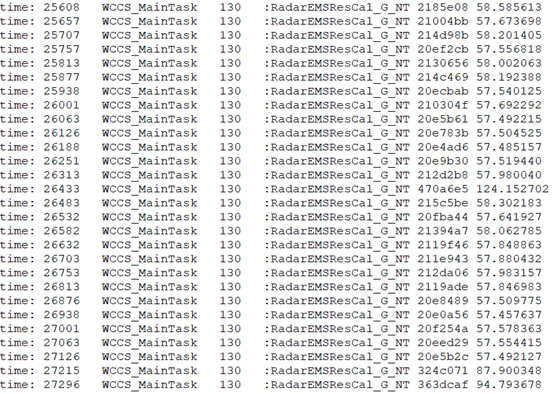 time: 25608 WCCS_MainTask 130 :RadarEMSResCal_G_NT 2185e08 58.585613
time: 25657 WCCS_MainTask 130 :RadarEMSResCal_G_NT 21004bb 57.673698
time: 25707 WCCS_MainTask 130 :RadarEMSResCal_G_NT 214d98b 58.201405
time: 25757 WCCS_MainTask 130 :RadarEMSResCal_G_NT 20ef2cb 57.556818
time: 25813 WCCS_MainTask 130 :RadarEMSResCal_G_NT 2130656 58.002063
time: 25877 WCCS_MainTask 130 :RadarEMSResCal_G_NT 214c469 58.192388
time: 25938 WCCS_MainTask 130 :RadarEMSResCal_G_NT 20ecbab 57.540125
time: 26001 WCCS_MainTask 130 :RadarEMSResCal_G_NT 210304f 57.692292
time: 26063 WCCS_MainTask 130 :RadarEMSResCal_G_NT 20e5b61 57.492215
time: 26126 WCCS_MainTask 130 :RadarEMSResCal_G_NT 20e783b 57.504525
time: 26188 WCCS_MainTask 130 :RadarEMSResCal_G_NT 20e4ad6 57.485157
time: 26251 WCCS_MainTask 130 :RadarEMSResCal_G_NT 20e9b30 57.519440
time: 26313 WCCS_MainTask 130 :RadarEMSResCal_G_NT 212d2b8 57.980040
time: 26433 WCCS_MainTask 130 :RadarEMSResCal_G_NT 470a6e5 124.152702
time: 26483 WCCS_MainTask 130 :RadarEMSResCal_G_NT 215c5be 58.302183
time: 26532 WCCS_MainTask 130 :RadarEMSResCal_G_NT 20fba44 57.641927
time: 26582 WCCS_MainTask 130 :RadarEMSResCal_G_NT 21394a7 58.062785
time: 26632 WCCS_MainTask 130 :RadarEMSResCal_G_NT 2119f46 57.848863
time: 26703 WCCS_MainTask 130 :RadarEMSResCal_G_NT 211e943 57.880432
time: 26753 WCCS_MainTask 130 :RadarEMSResCal_G_NT 212da06 57.983157
time: 26813 WCCS_MainTask 130 :RadarEMSResCal_G_NT 2119ade 57.846983
time: 26876 WCCS_MainTask 130 :RadarEMSResCal_G_NT 20e8489 57.509775
time: 26938 WCCS_MainTask 130 :RadarEMSResCal_G_NT 20e0a56 57.457637
time: 27001 WCCS_MainTask 130 :RadarEMSResCal_G_NT 20f254a 57.578363
time: 27063 WCCS_MainTask 130 :RadarEMSResCal_G_NT 20eed29 57.554415
time: 27126 WCCS_MainTask 130 :RadarEMSResCal_G_NT 20e5b2c 57.492127
time: 27215 WCCS_MainTask 130 :RadarEMSResCal_G_NT 324c071 87.900348
time: 27296 WCCS_MainTask 130 :RadarEMSResCal_G_NT 363dcaf 94.793678